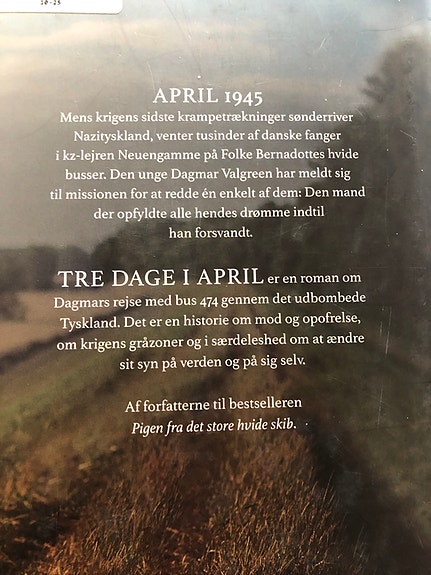 10-25
APRIL 1945
Mens krigens sidste krampetrækninger sønderriver
Nazityskland, venter tusinder af danske fanger
i kz-lejren Neuengamme på Folke Bernadottes hvide
busser. Den unge Dagmar Valgreen har meldt sig
til missionen for at redde én enkelt af dem: Den mand
der opfyldte alle hendes drømme indtil
han forsvandt.
TRE DAGE I APRIL er en roman om
Dagmars rejse med bus 474 gennem det udbombede
Tyskland. Det er en historie om mod og opofrelse,
om krigens gråzoner og i særdeleshed om at ændre
sit syn på verden og på sig selv.
Af forfatterne til bestselleren
Pigen fra det store hvide skib.